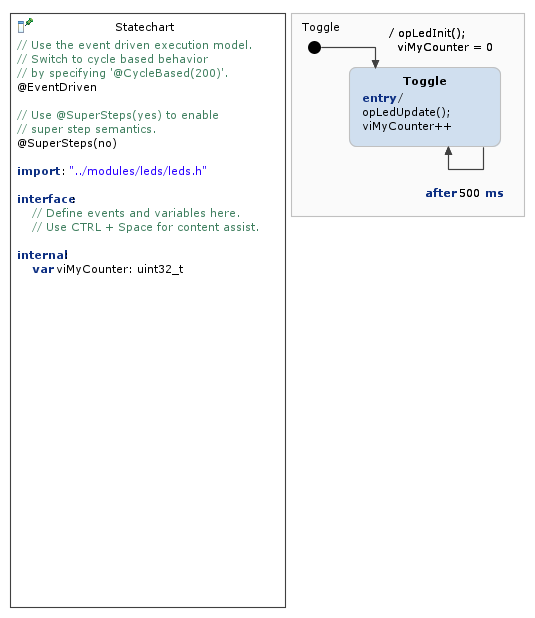 Statechart
// Use the event driven execution model.
// Switch to cycle based behavior
// by specifying '@CycleBased(200)'.
@EventDriven
// Use @SuperSteps(yes) to enable
// super step semantics.
@SuperSteps(no)
import: "../modules/leds/leds.h"
interface
// Define events and variables here.
// Use CTRL + Space for content assist.
internal
var viMyCounter: uint32_t
Toggle
/ opLedInit();
viMyCounter = 0
Toggle
entry/
opLedUpdate();
viMyCounter++
after 500 ms